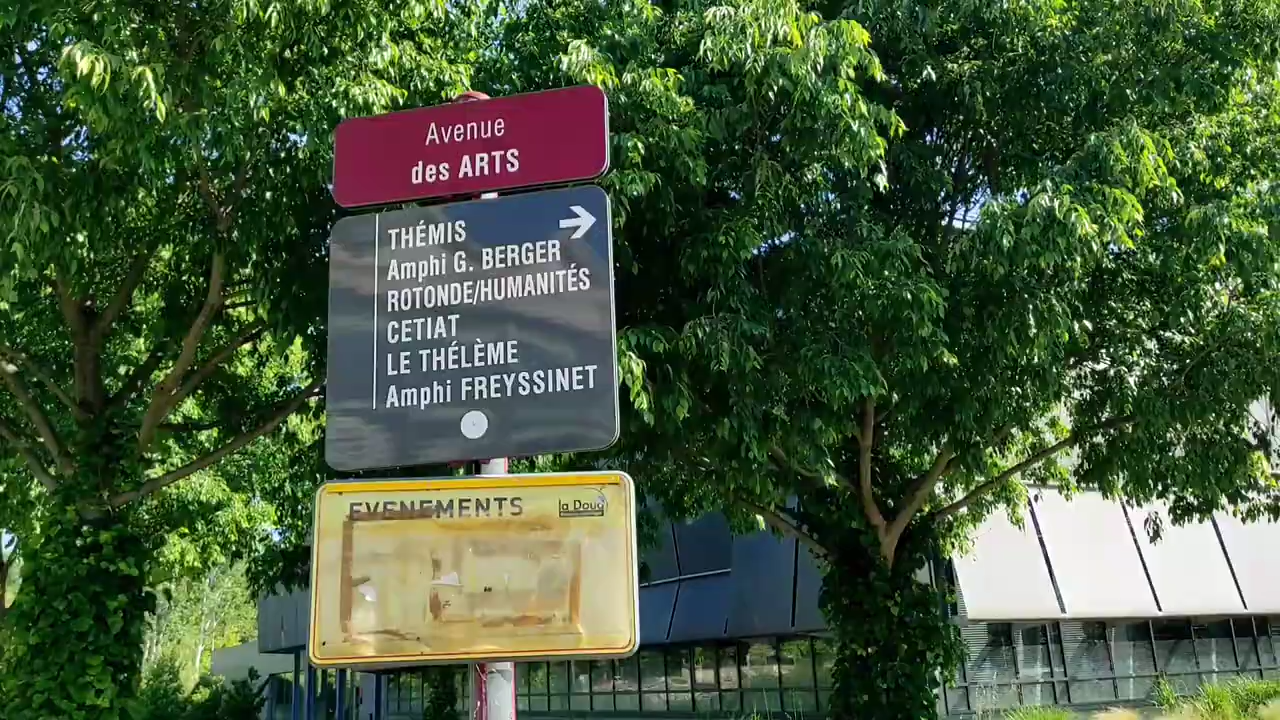 Avenue
des ARTS
THÉMIS
Amphi G. BERGER
ROTONDE/HUMANITÉS
CETIAT
LE THÉLÈME
Amphi FREYSSINET
EVENEMENTS
la Doua